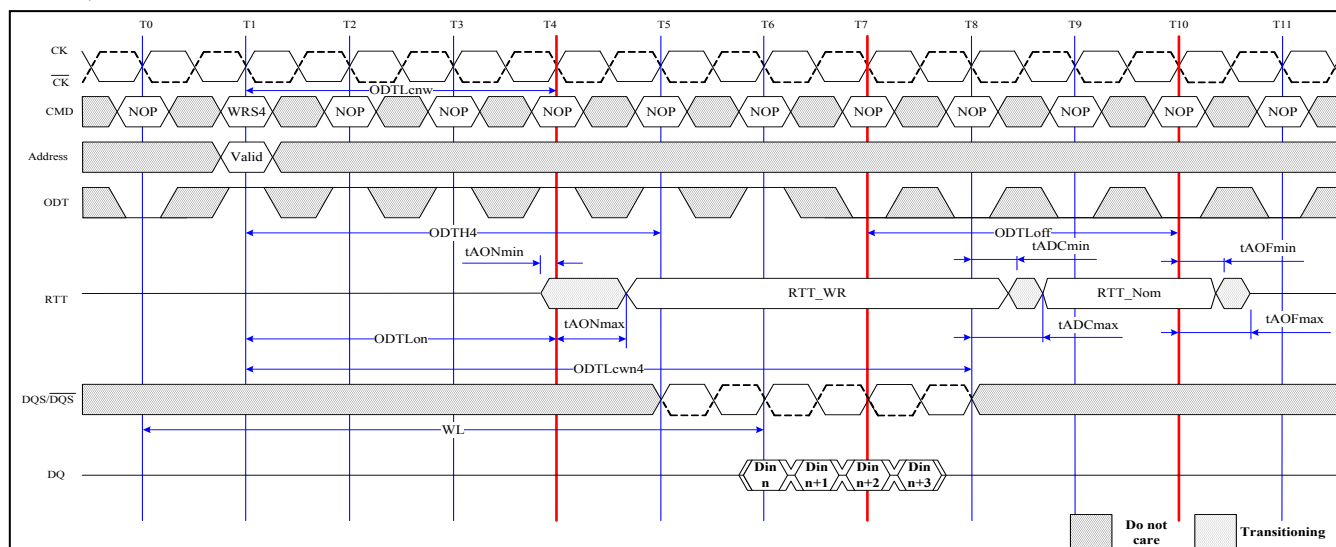 T0 T1 T2 T3 T4 T5 T6 T7 T8 T9 T10 T11
CK
CK
ODTLcnw
CMD NOP WRS4 NOP NOP NOP NOP NOP NOP NOP NOP NOP NOP
Address Valid
ODT
ODTH4 ODTLoff
tAONmin tADCmin tAOFmin
RTT RTT_WR RTT_Nom
tAONmax tADCmax tAOFmax
ODTLon
ODTLcwn4
DQS/DQS
WL
DQ
Din n Din n+1 Din n+2 Din n+3
Do not care Transitioning